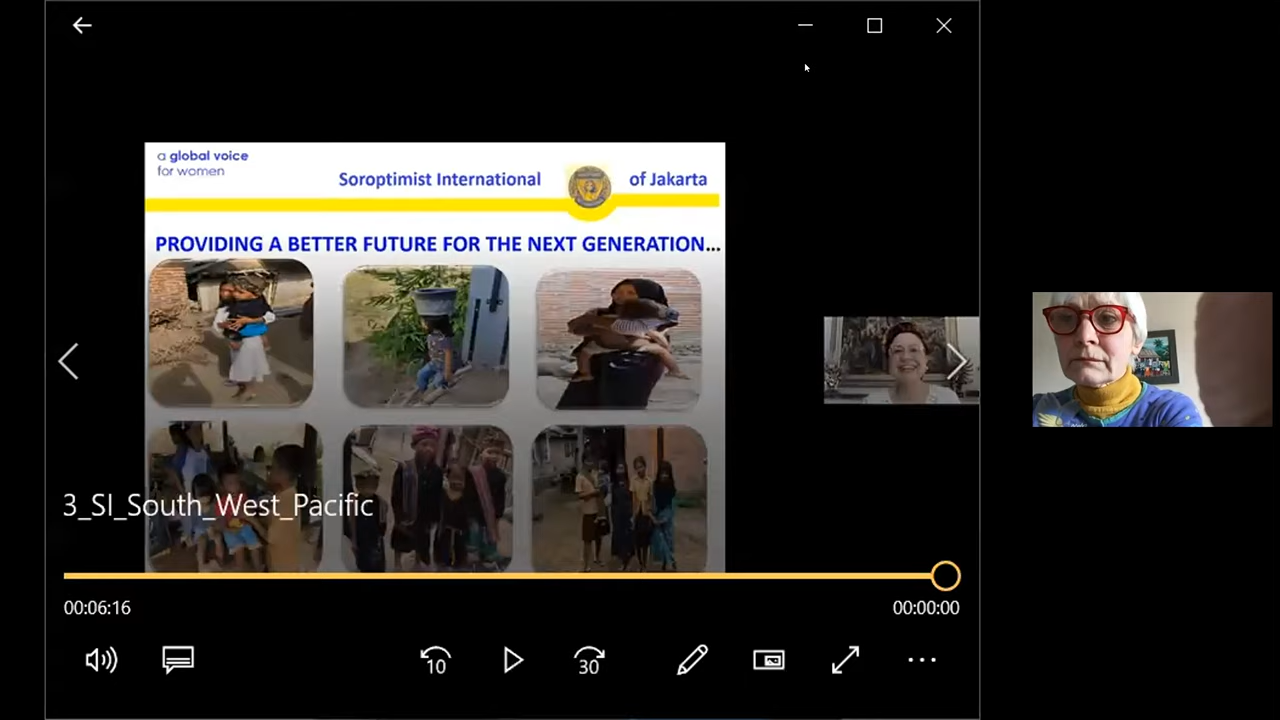 a global voice
for women
Soroptimist International of Jakarta
PROVIDING A BETTER FUTURE FOR THE NEXT GENERATION...
3_SI_South_West_Pacific
00:06:16
00:00:00
10
30